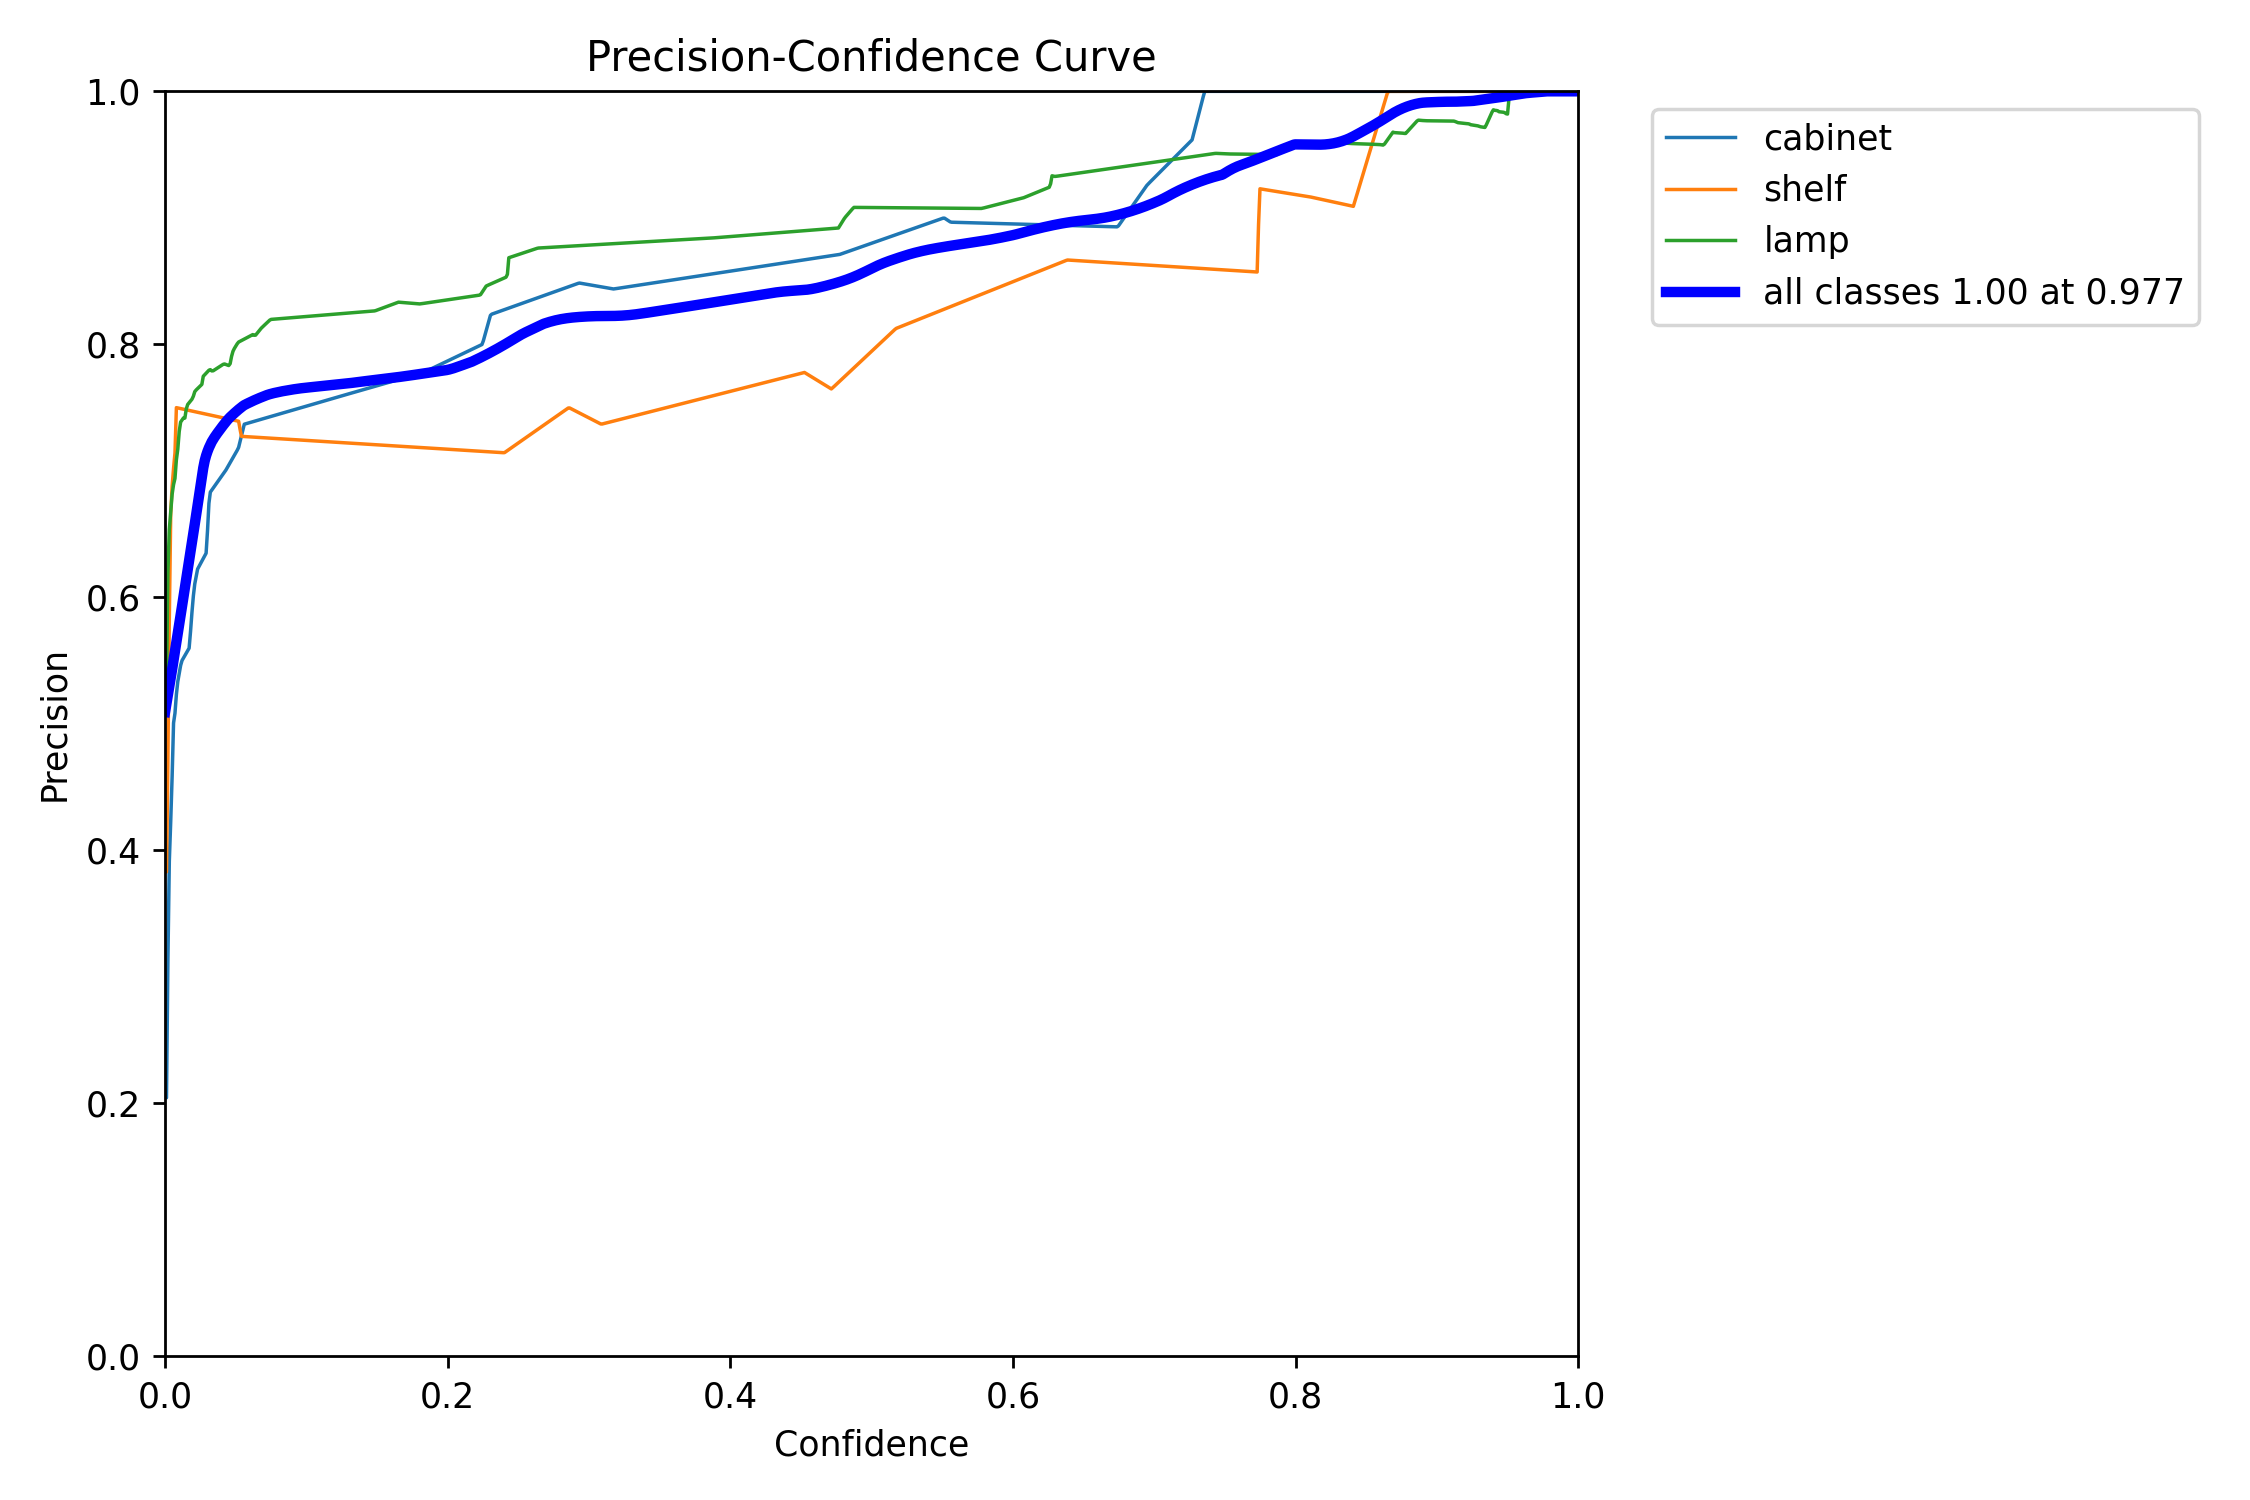 Precision-Confidence Curve
1.0
0.8
0.6
0.4
0.2
0.0
Precision
0.0 0.2 0.4 0.6 0.8 1.0
Confidence
cabinet
shelf
lamp
all classes 1.00 at 0.977